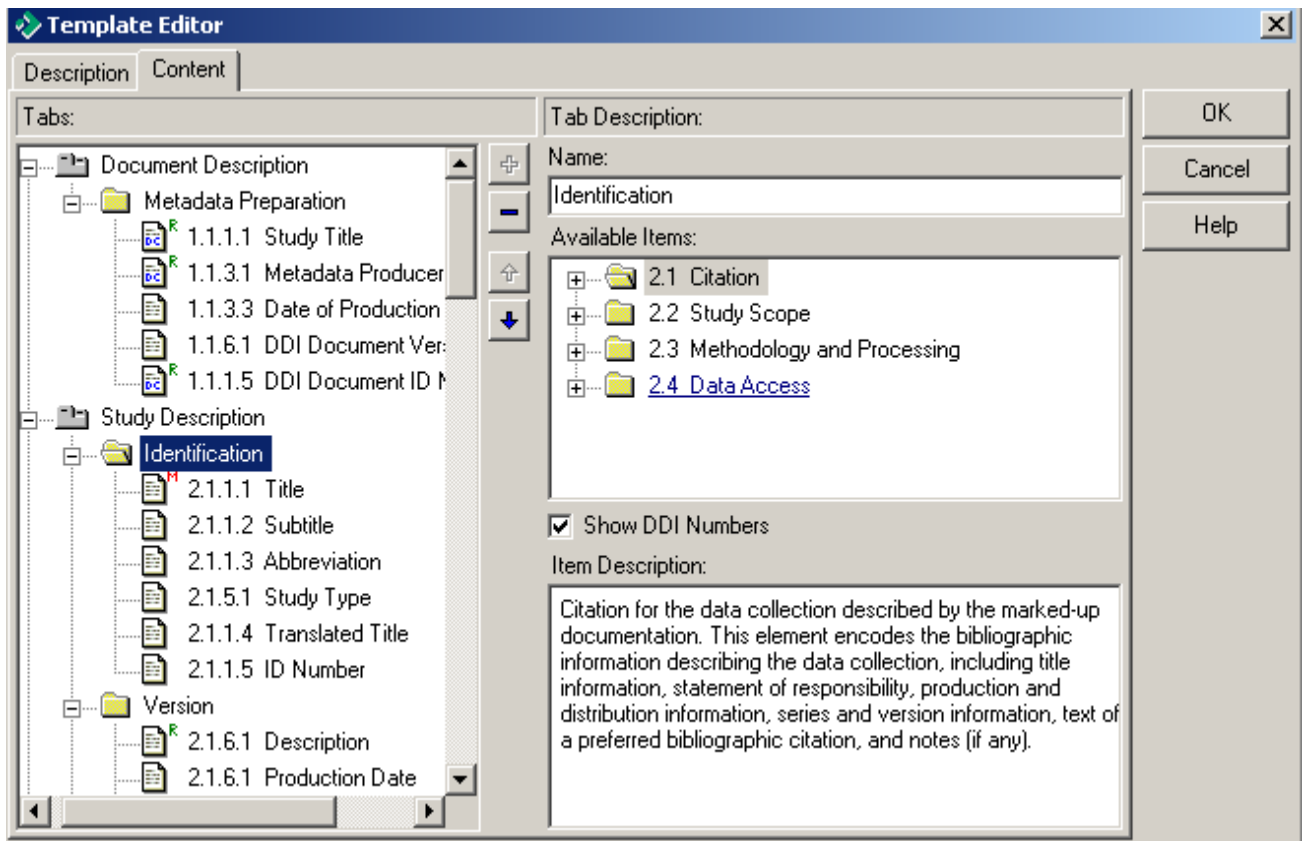 Template Editor
Description Content
Tabs:
Document Description
Metadata Preparation
R 1.1.1.1 Study Title
R 1.1.3.1 Metadata Producer
1.1.3.3 Date of Production
1.1.6.1 DDI Document Ver
R 1.1.1.5 DDI Document ID
Study Description
Identification
M 2.1.1.1 Title
2.1.1.2 Subtitle
2.1.1.3 Abbreviation
2.1.5.1 Study Type
2.1.1.4 Translated Title
2.1.1.5 ID Number
Version
R 2.1.6.1 Description
2.1.6.1 Production Date
Tab Description:
Name:
Identification
Available Items:
2.1 Citation
2.2 Study Scope
2.3 Methodology and Processing
2.4 Data Access
Show DDI Numbers
Item Description:
Citation for the data collection described by the marked-up
documentation. This element encodes the bibliographic
information describing the data collection, including title
information, statement of responsibility, production and
distribution information, series and version information, text of
a preferred bibliographic citation, and notes (if any).
OK
Cancel
Help